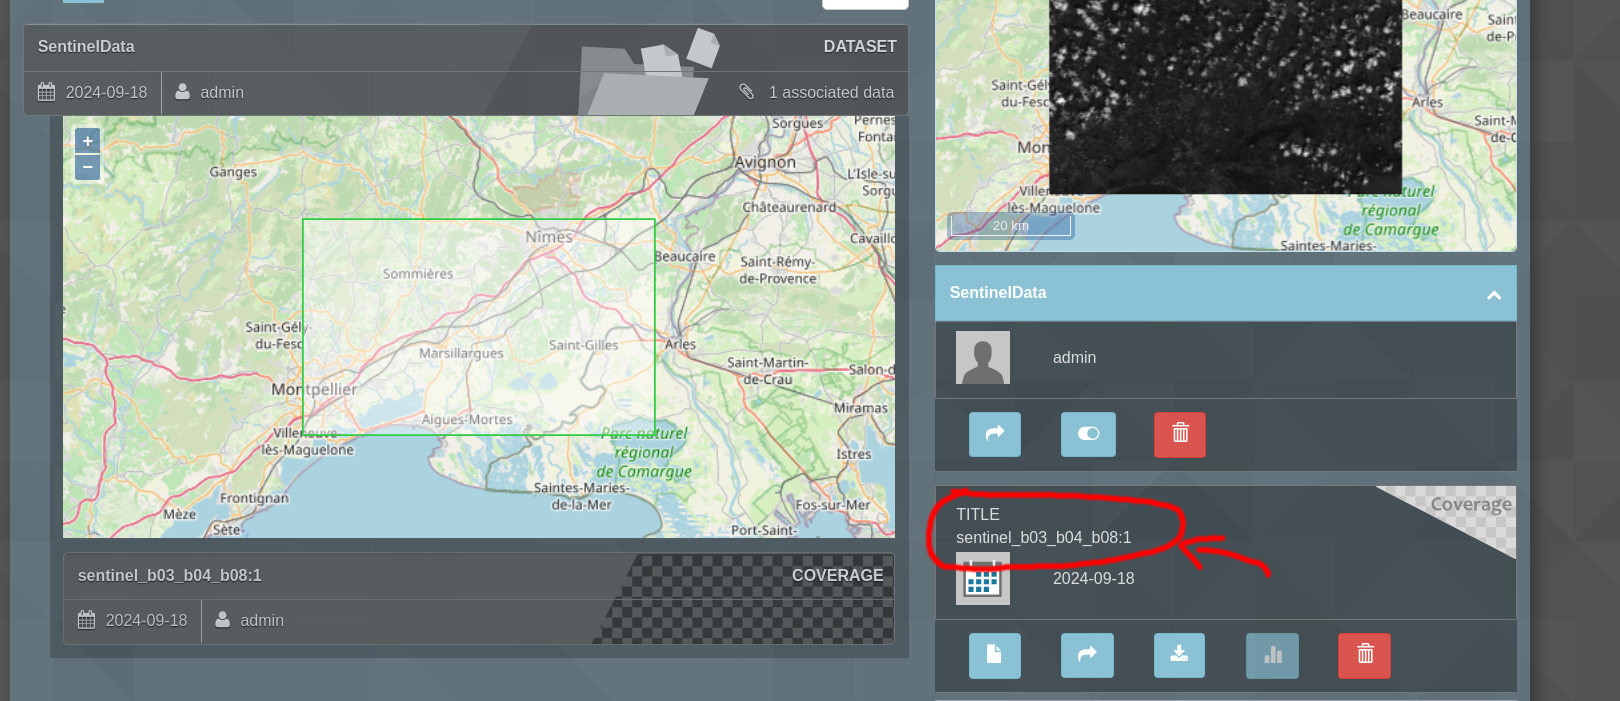 SentinelData
DATASET
2024-09-18
admin
1 associated data
+
−
Ganges
Sorgues
Pernes
Fonta
Avignon
L'Isle-su
Sorgu
Châteaurenard
Nîmes
Cavaillo
Beaucaire
Saint-Rémy-
de-Provence
Sommières
Saint-Gély
du-Fesc
Marsillargues
Saint-Gilles
Arles
Saint-Martin-
de-Crau
Salon-d
Montpellier
Aigues-Mortes
Miramas
Villeneuve
lès-Maguelone
Parc naturel
régional
de Camargue
Istres
Frontignan
Saintes-Maries-
de-la-Mer
Mèze
Sète
Fos-sur-Mer
Port-Saint-
sentinel_b03_b04_b08:1
COVERAGE
2024-09-18
admin
Beaucaire
Saint
de-P
Saint-Gél
du-Fesc
Arles
Saint-M
de-C
Mon
Villeneuve
lès-Maguelone
Parc naturel
régional
de Camargue
20 km
Saintes-Maries-
SentinelData
admin
TITLE
sentinel_b03_b04_b08:1
Coverage
2024-09-18